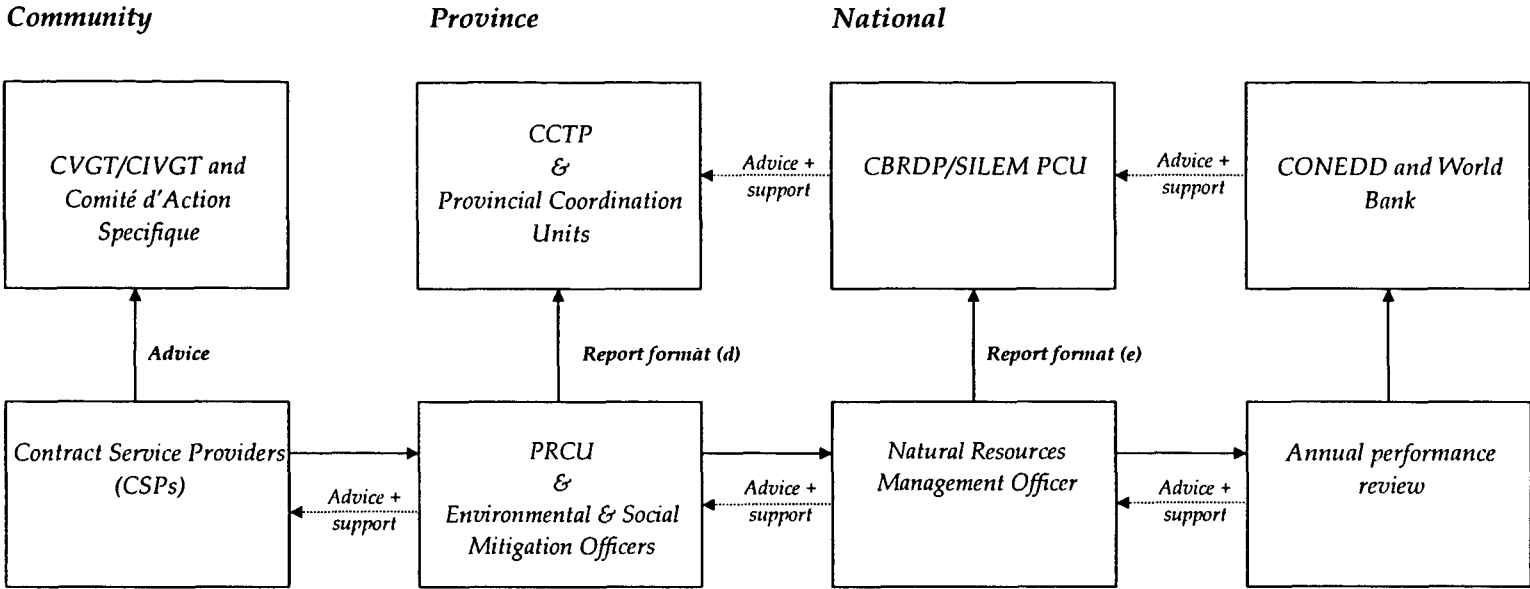 Community
Province
National
CVGT/CIVGT and
Comité d'Action
Specifique
CCTP
&
Provincial Coordination
Units
Advice +
support
CBRDP/SILEM PCU
Advice +
support
CONEDD and World
Bank
Advice
Report format (d)
Report format (e)
Contract Service Providers
(CSPs)
Advice +
support
PRCU
&
Environmental & Social
Mitigation Officers
Advice +
support
Natural Resources
Management Officer
Advice +
support
Annual performance
review